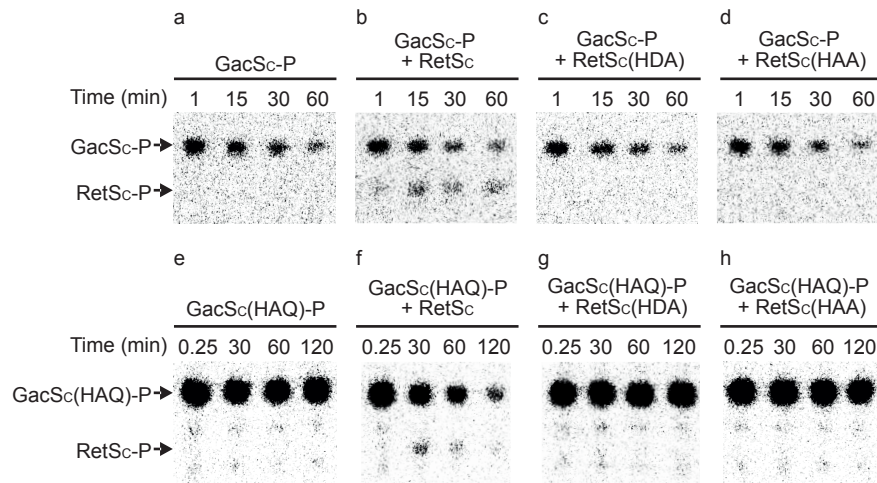 a b c d
GacSc-P
GacSc-P
+ RetSc
GacSc-P
+ RetSc(HDA)
GacSc-P
+ RetSc(HAA)
Time (min) 1 15 30 60 1 15 30 60 1 15 30 60 1 15 30 60
GacSc-P
RetSc-P
e f g h
GacSc(HAQ)-P
GacSc(HAQ)-P
+ RetSc
GacSc(HAQ)-P
+ RetSc(HDA)
GacSc(HAQ)-P
+ RetSc(HAA)
Time (min) 0.25 30 60 120 0.25 30 60 120 0.25 30 60 120 0.25 30 60 120
GacSc(HAQ)-P
RetSc-P